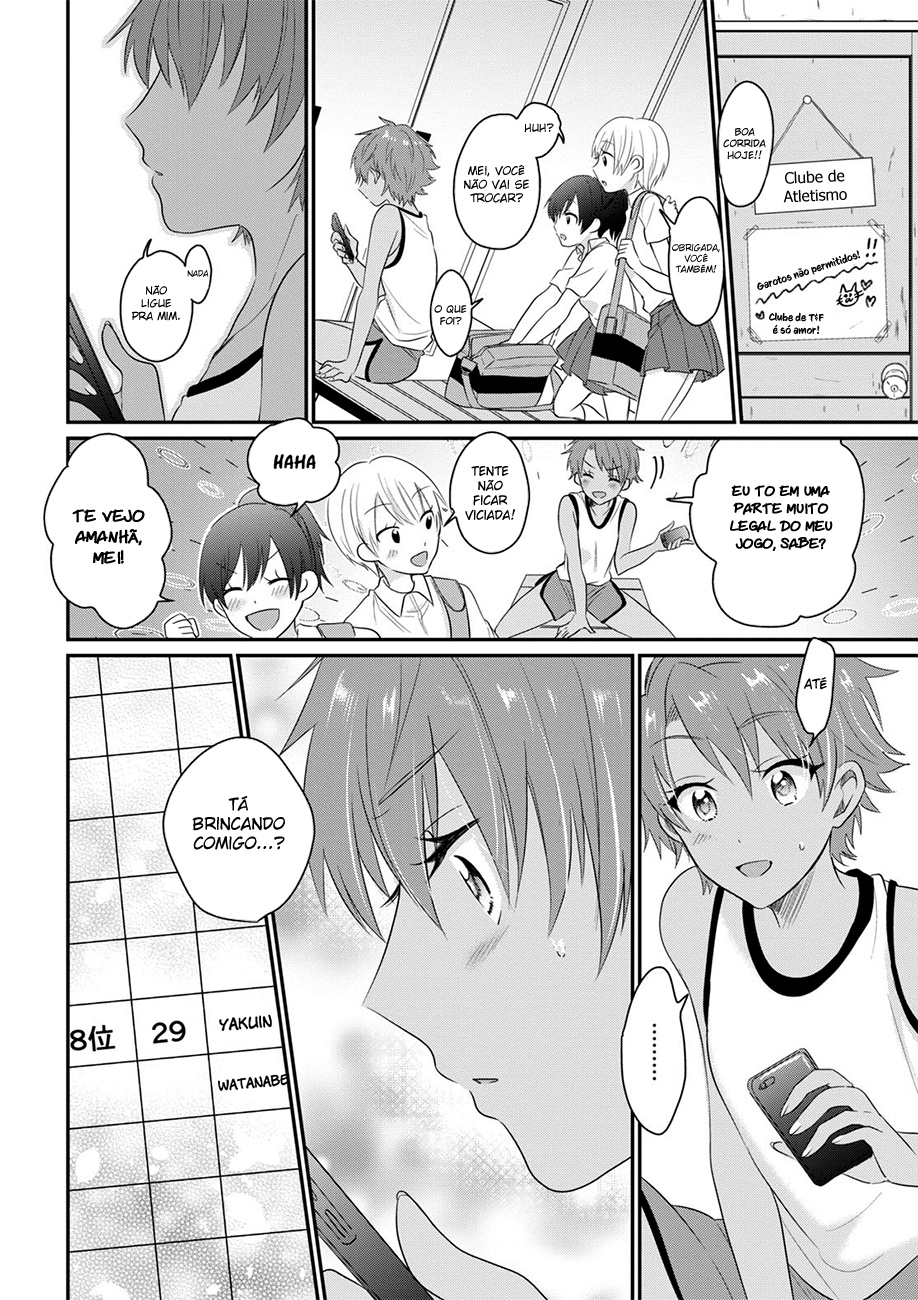 BOA
CORRIDA
HOJE!!
Clube de
Atletismo
Garotos não permitidos!
!!
Clube de TF
é só amor!
OBRIGADA,
VOCÊ
TAMBÉM!
HUH?
MEI, VOCÊ
NÃO VAI SE
TROCAR?
O QUE
FOI?
NADA
NÃO
LIGUE
PRA MIM.
EU TO EM UMA
PARTE MUITO
LEGAL DO MEU
JOGO, SABE?
TENTE
NÃO
FICAR
VICIADA!
HAHA
TE VEJO
AMANHÃ,
MEI!
ATÉ
.........
TÁ
BRINCANDO
COMIGO...?
8位 29 YAKUIN
WATANABE